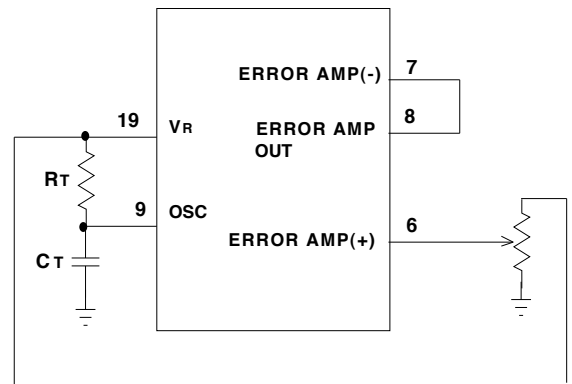 ERROR AMP(-)
7
19
VR
ERROR AMP
OUT
8
RT
9
OSC
ERROR AMP(+)
6
CT